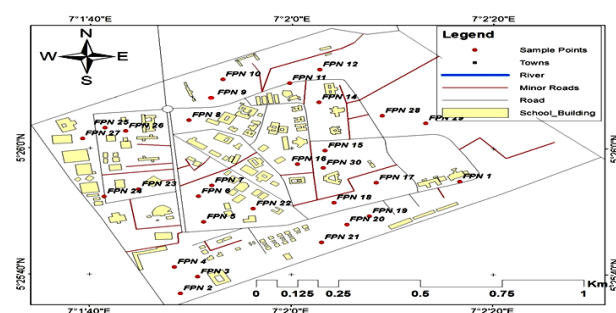 7°1'40"E
7°2'0"E
7°2'20"E
N
W
E
S
Legend
Sample Points
Towns
River
Minor Roads
Road
School_Building
FPN 12
FPN 10
FPN 11
FPN 9
FPN 14
FPN 8
FPN 28
FPN 29
FPN 25
FPN 26
FPN 27
5°26'0"N
5°26'0"N
FPN 15
FPN 16
FPN 30
FPN 7
FPN 17
FPN 1
FPN 23
FPN 24
FPN 6
FPN 18
FPN 22
FPN 19
FPN 5
FPN 20
FPN 21
FPN 4
FPN 3
FPN 2
5°25'40"N
5°25'40"N
Km
0
0.125
0.25
0.5
0.75
1
7°1'40"E
7°2'0"E
7°2'20"E